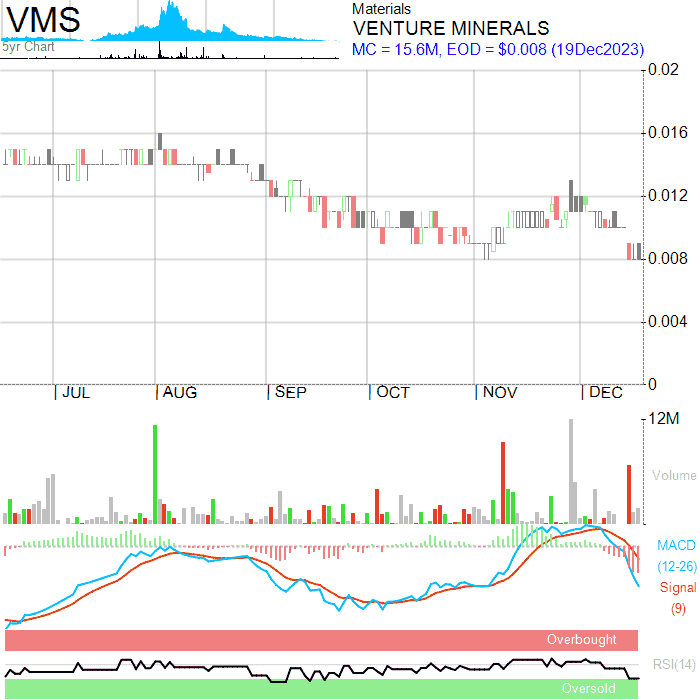 VMS
5yr Chart
Materials
VENTURE MINERALS
MC = 15.6M, EOD = $0.008 (19Dec2023)
0.02
0.016
0.012
0.008
0.004
0
JUL AUG SEP OCT NOV DEC
12M
Volume
MACD
(12-26)
Signal
(9)
Overbought
RSI(14)
Oversold